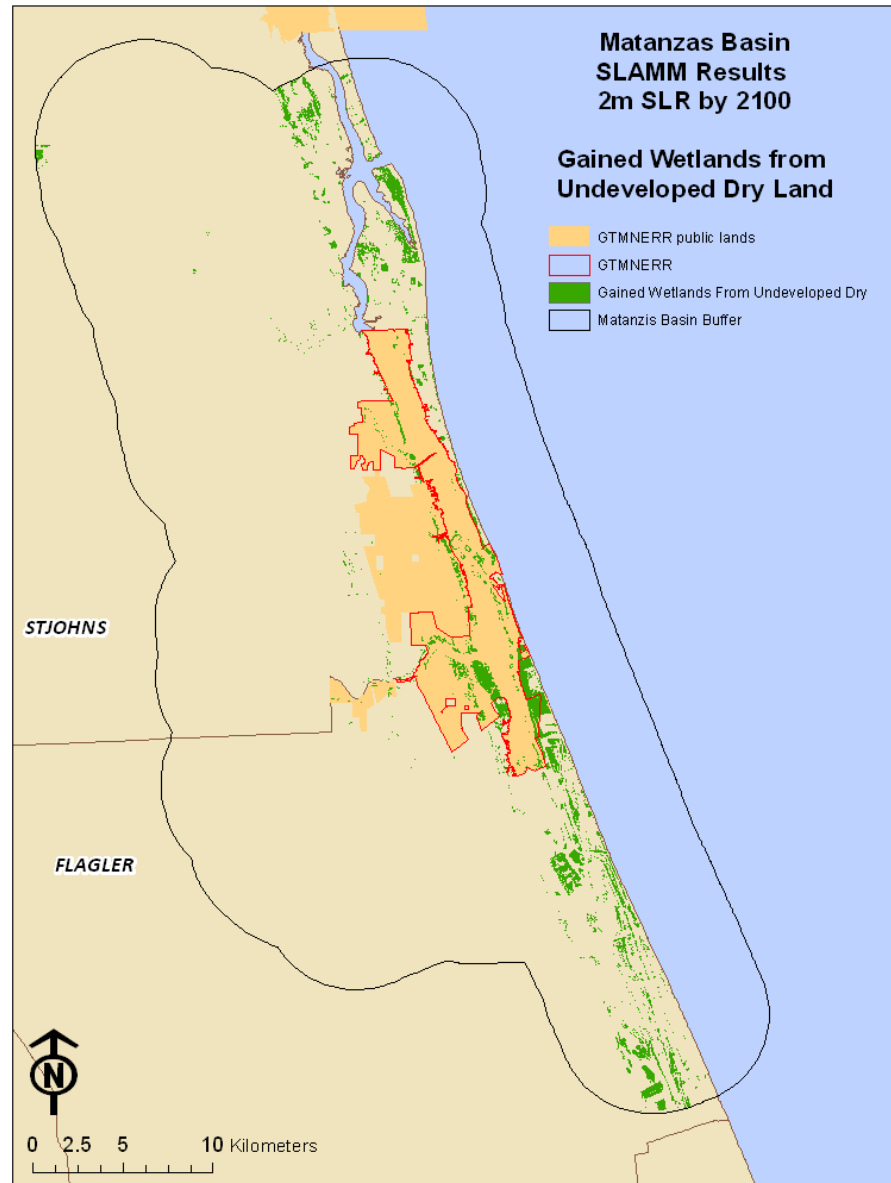 Matanzas Basin
SLAMM Results
2m SLR by 2100
Gained Wetlands from
Undeveloped Dry Land
GTMNERR public lands
GTMNERR
Gained Wetlands From Undeveloped Dry
Matanzis Basin Buffer
STJOHNS
FLAGLER
N
0 2.5 5 10 Kilometers